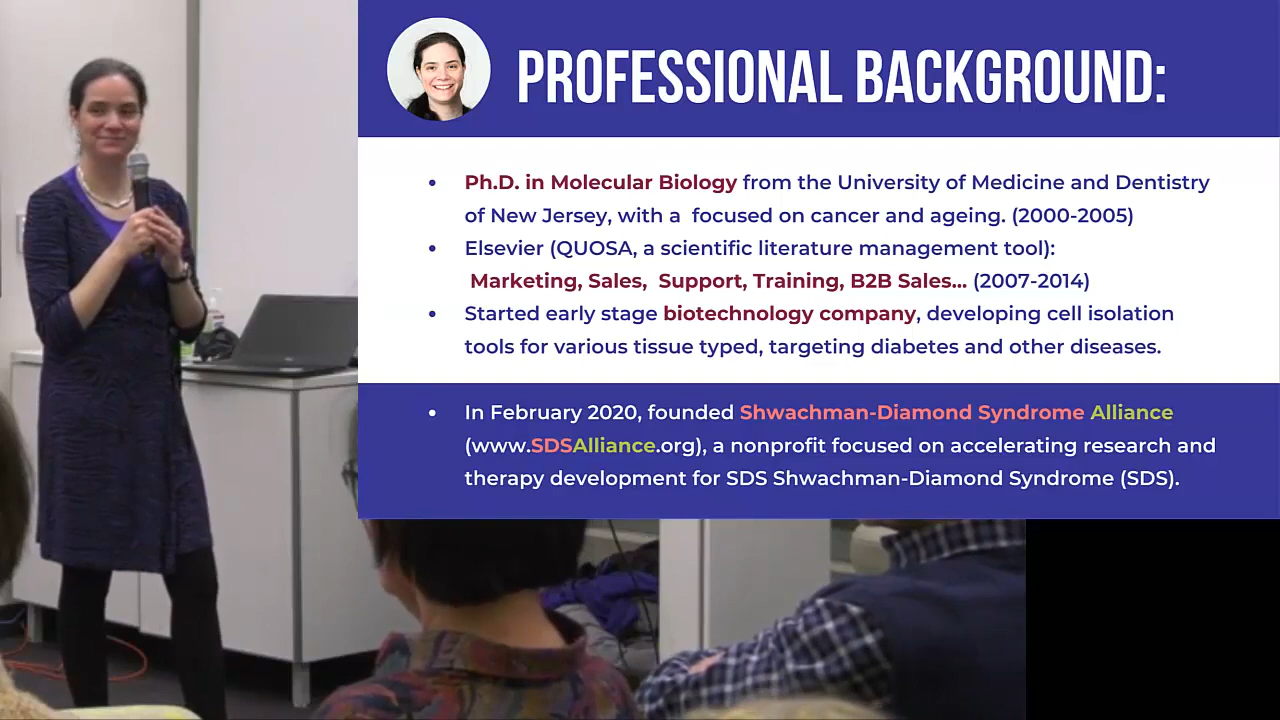 PROFESSIONAL BACKGROUND:
• Ph.D. in Molecular Biology from the University of Medicine and Dentistry
of New Jersey, with a focused on cancer and ageing. (2000-2005)
• Elsevier (QUOSA, a scientific literature management tool):
Marketing, Sales, Support, Training, B2B Sales... (2007-2014)
• Started early stage biotechnology company, developing cell isolation
tools for various tissue typed, targeting diabetes and other diseases.
• In February 2020, founded Shwachman-Diamond Syndrome Alliance
(www.SDSAlliance.org), a nonprofit focused on accelerating research and
therapy development for SDS Shwachman-Diamond Syndrome (SDS).